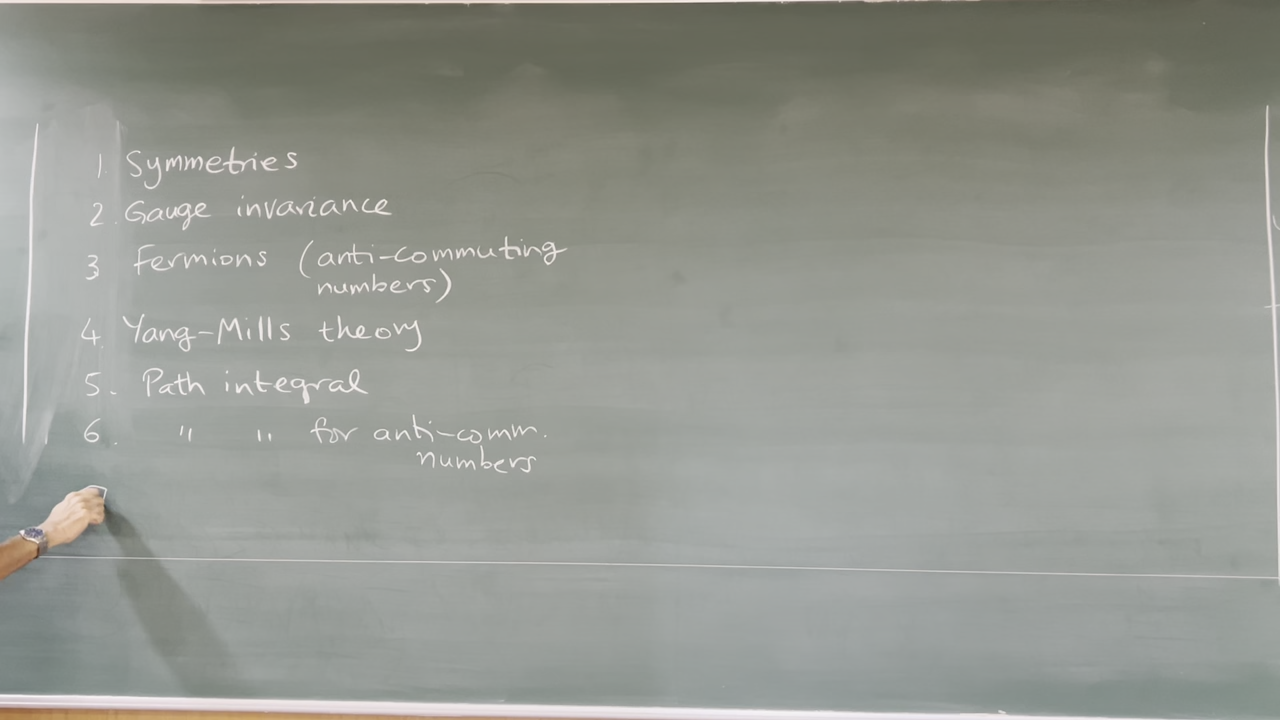 1. Symmetries
2. Gauge invariance
3 Fermions (anti-commuting
numbers)
4. Yang-Mills theory
5. Path integral
6. " " for anti-comm.
numbers